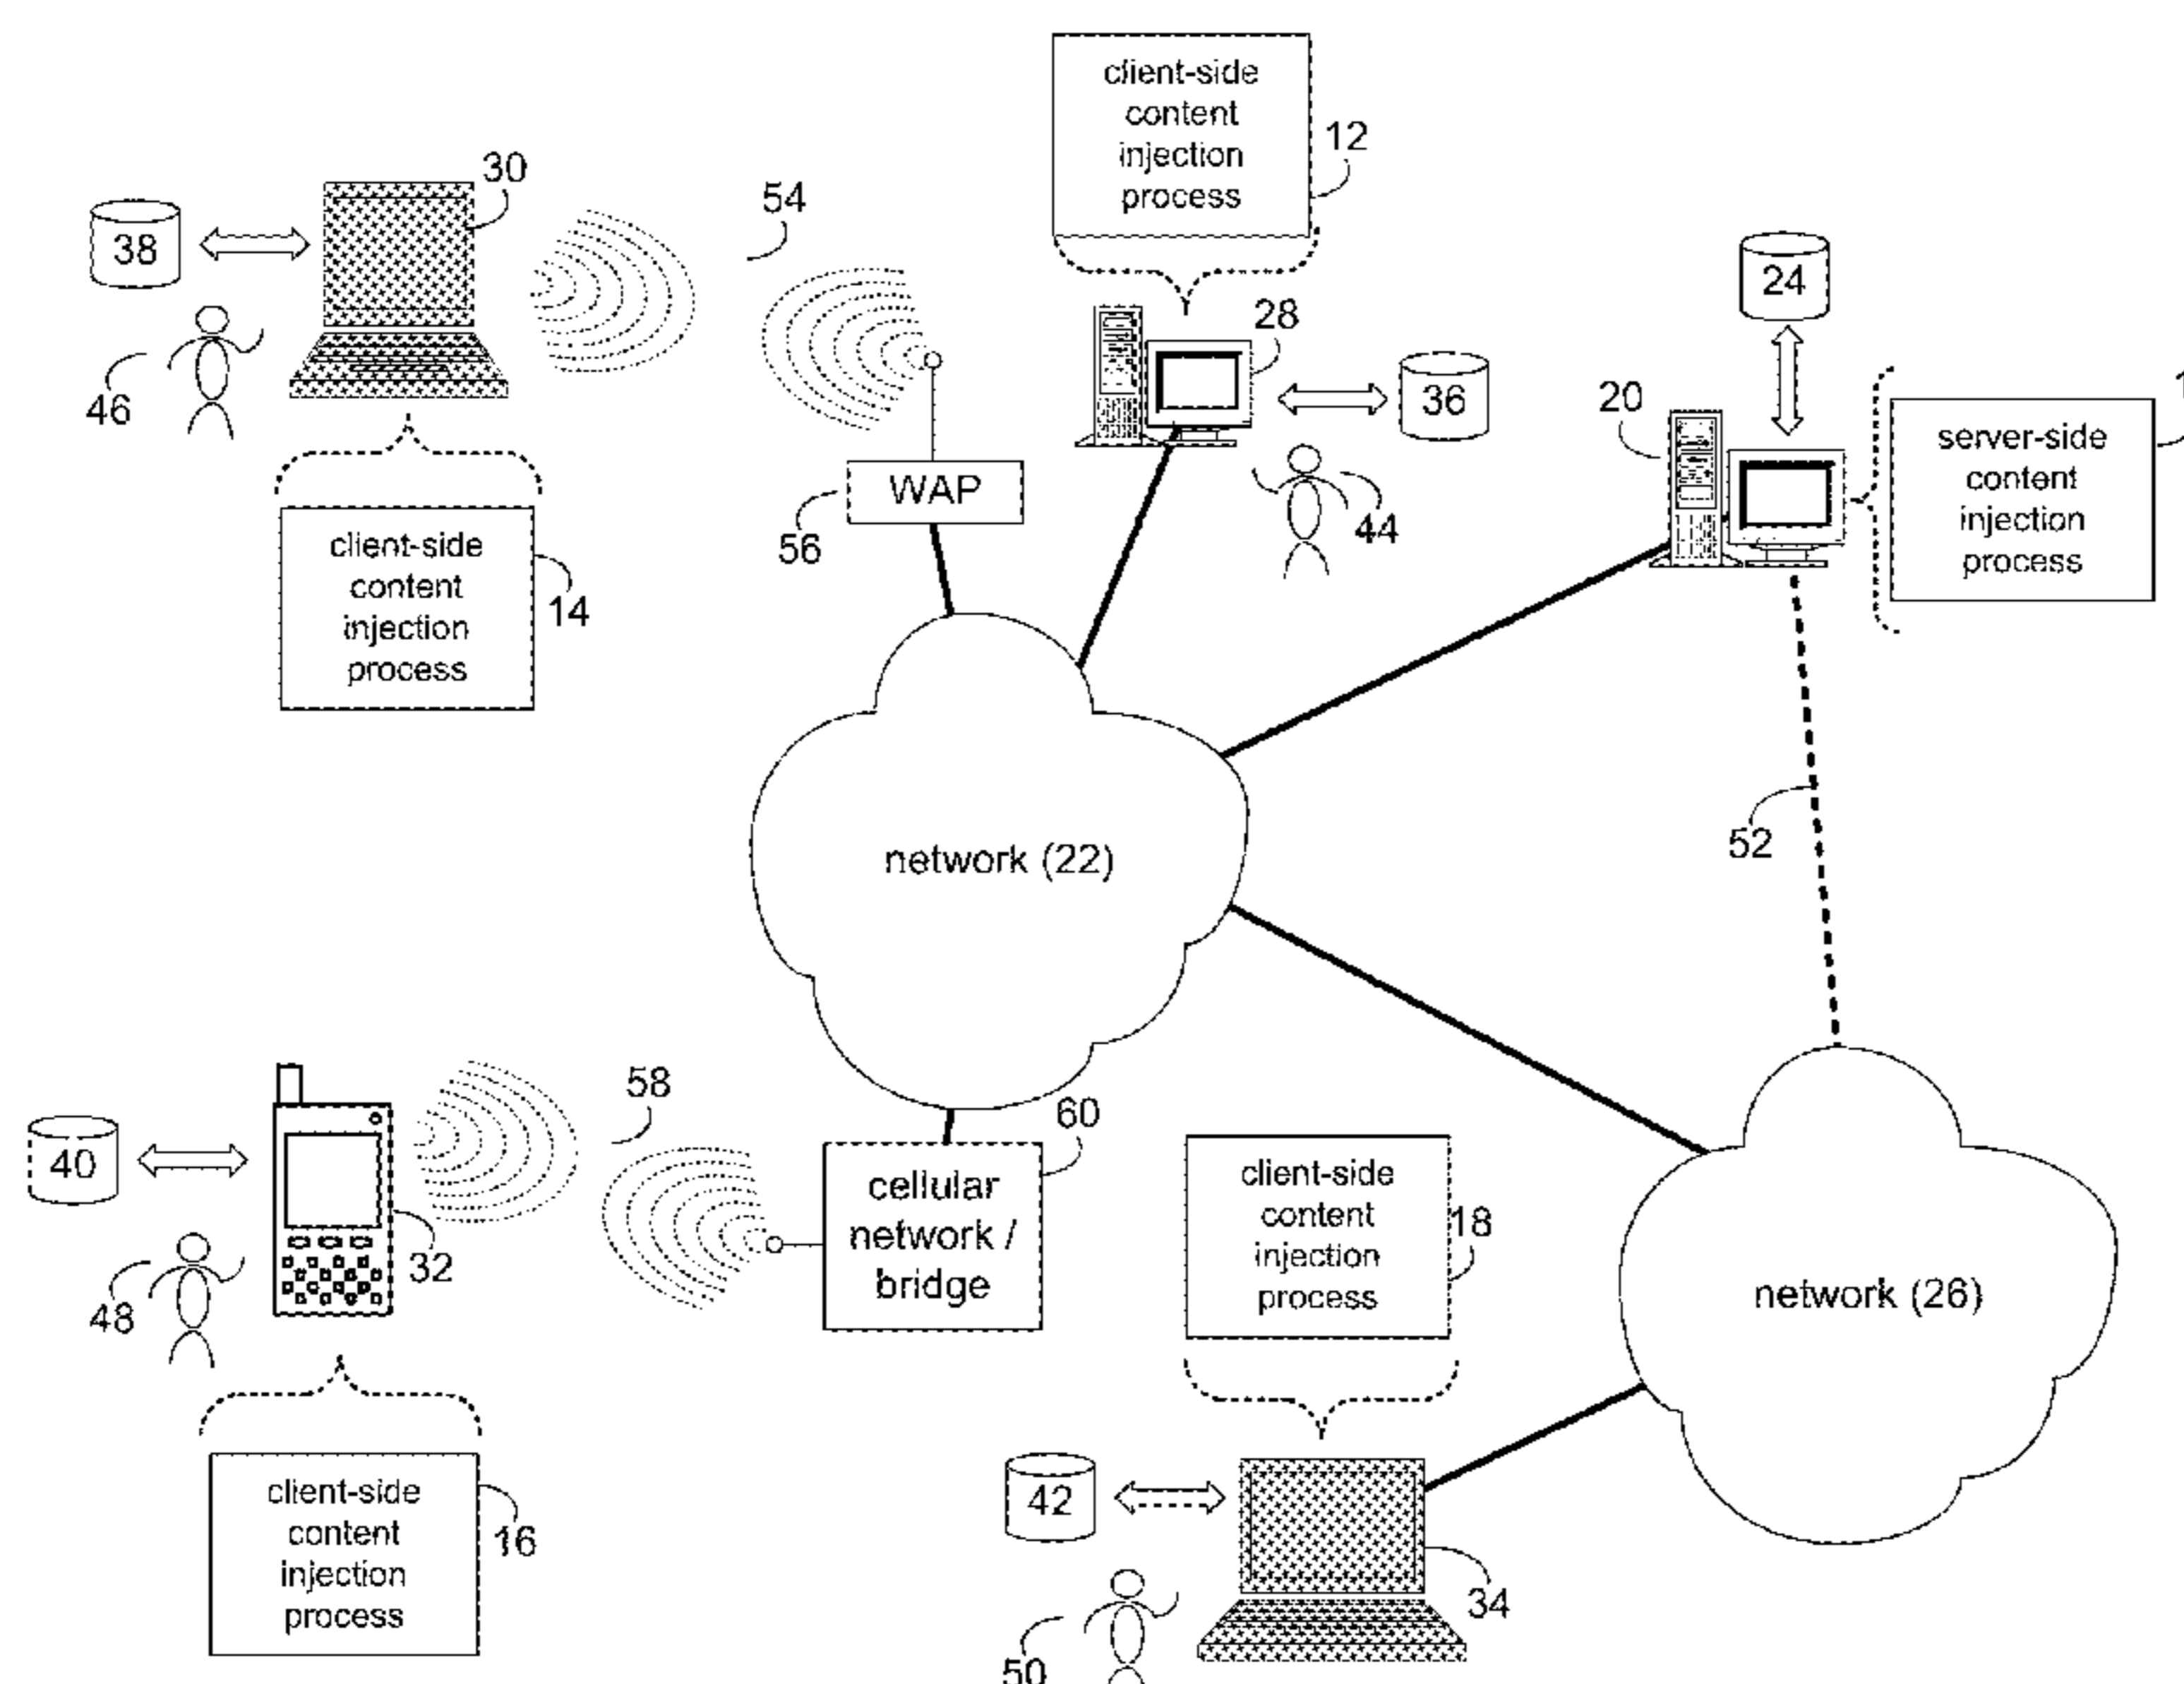 client-side
content
injection
process
12
30
54
38
46
28
36
44
24
20
server-side
content
injection
process
WAP
56
client-side
content
injection
process
14
network (22)
52
58
60
40
32
48
cellular
network /
bridge
client-side
content
injection
process
18
network (26)
client-side
content
injection
process
16
42
34
50